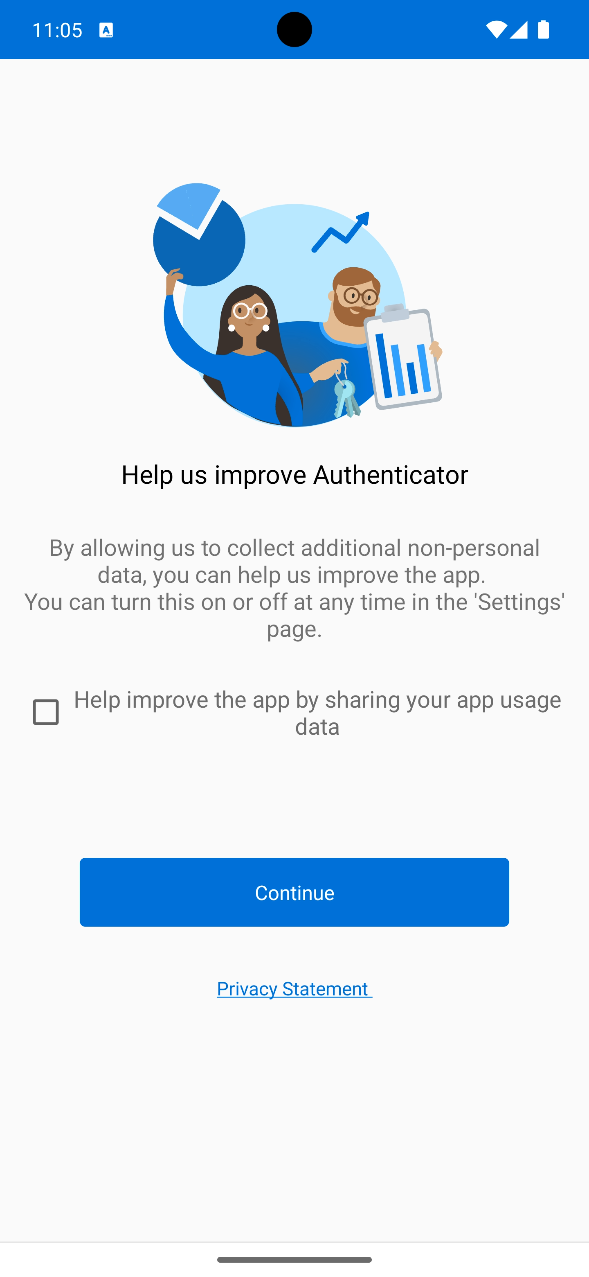 11:05
Help us improve Authenticator
By allowing us to collect additional non-personal
data, you can help us improve the app.
You can turn this on or off at any time in the 'Settings'
page.
Help improve the app by sharing your app usage
data
Continue
Privacy Statement